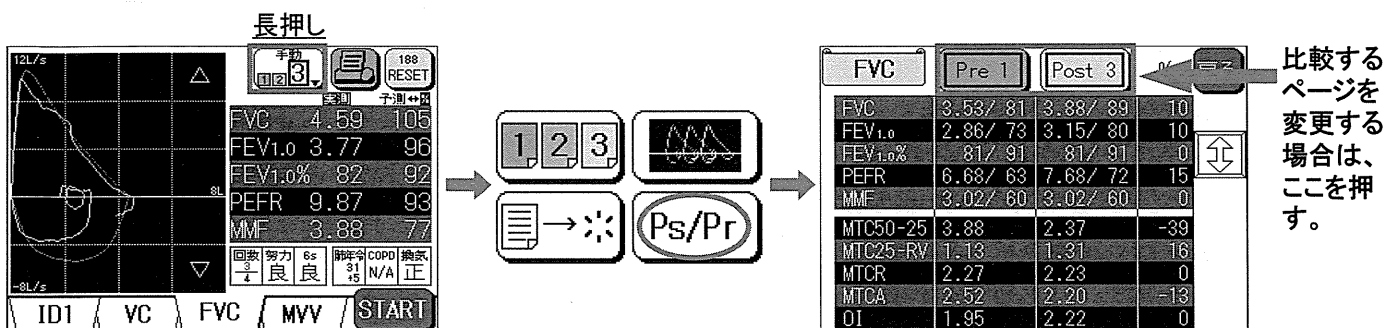 長押し
12L/s
手動
1 2 3
188
RESET
実測 予測↔%
FVC 4.59 105
FEV1.0 3.77 96
FEV1.0% 82 92
8L
PEFR 9.87 93
MMF 3.88 77
回数 努力 6s 肺年令 COPD 換気
3/4 良 良 31 +5 N/A 正
-8L/s
ID1 VC FVC MVV START
1 2 3
Ps/Pr
FVC Pre 1 Post 3 % 戻る
FVC 3.53/ 81 3.88/ 89 10
FEV1.0 2.86/ 73 3.15/ 80 10
FEV1.0% 81/ 91 81/ 91 0
PEFR 6.68/ 63 7.68/ 72 15
MMF 3.02/ 60 3.02/ 60 0
MTC50-25 3.88 2.37 -39
MTC25-RV 1.13 1.31 16
MTCR 2.27 2.23 0
MTCA 2.52 2.20 -13
OI 1.95 2.22 0
比較する
ページを
変更する
場合は、
ここを押
す。